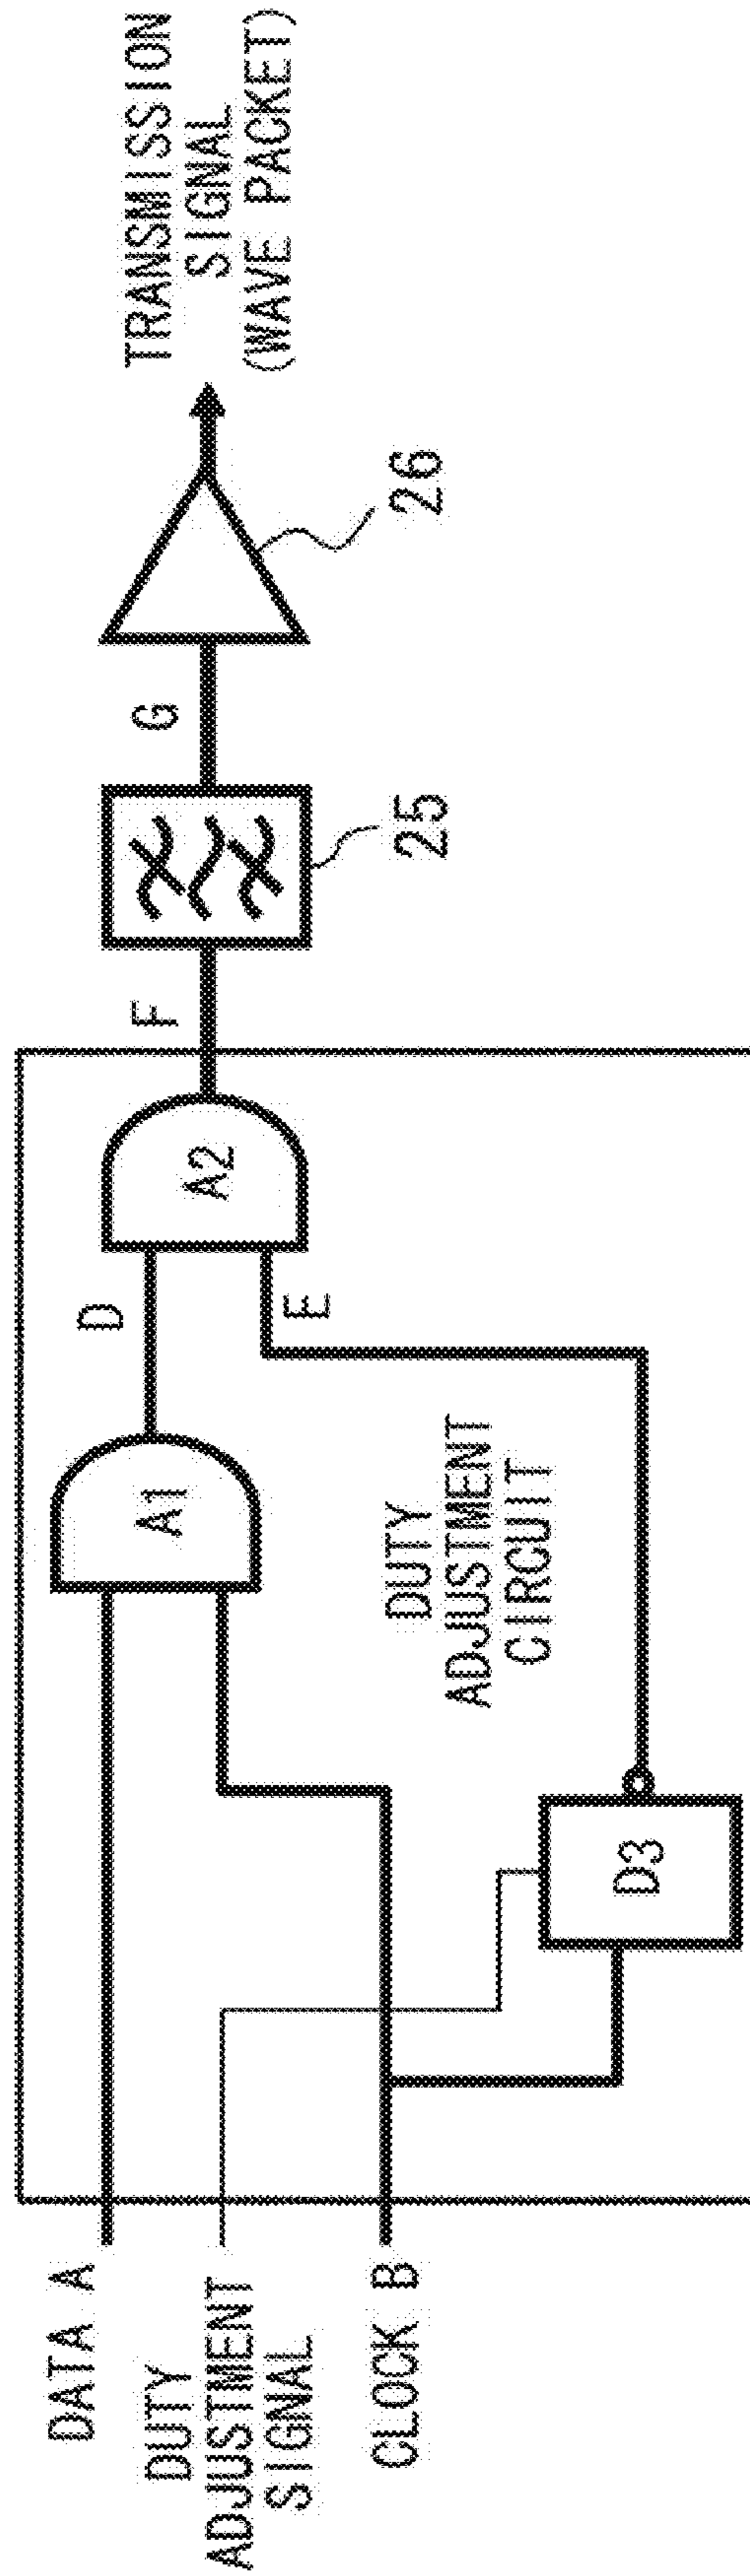 DATA A
DUTY
ADJUSTMENT
SIGNAL
CLOCK B
D3
DUTY
ADJUSTMENT
CIRCUIT
A1
D
E
A2
F
25
G
26
TRANSMISSION
SIGNAL
(WAVE PACKET)